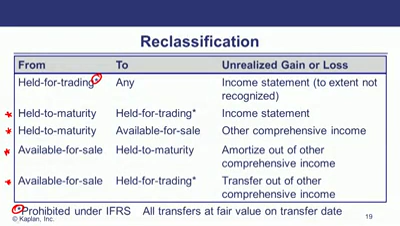 Reclassification
From To Unrealized Gain or Loss
Held-for-trading* Any Income statement (to extent not
recognized)
Held-to-maturity Held-for-trading* Income statement
Held-to-maturity Available-for-sale Other comprehensive income
Available-for-sale Held-to-maturity Amortize out of other
comprehensive income
Available-for-sale Held-for-trading* Transfer out of other
comprehensive income
*Prohibited under IFRS All transfers at fair value on transfer date
© Kaplan, Inc. 19